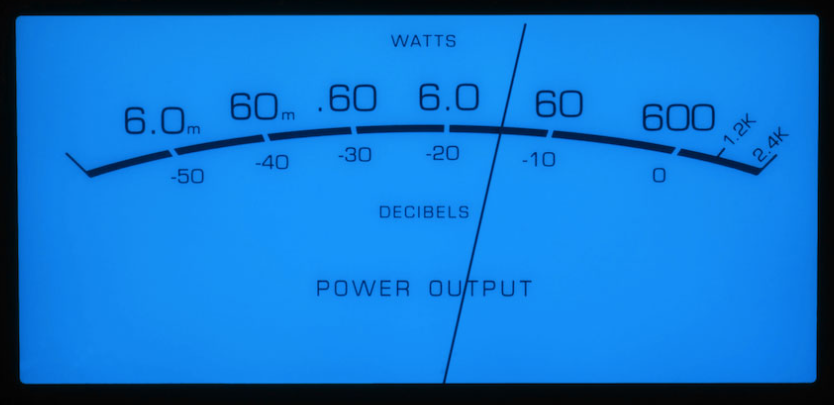 WATTS
6.0m 60m .60 6.0 60 600 1.2K 2.4K
-50 -40 -30 -20 -10 0
DECIBELS
POWER OUTPUT